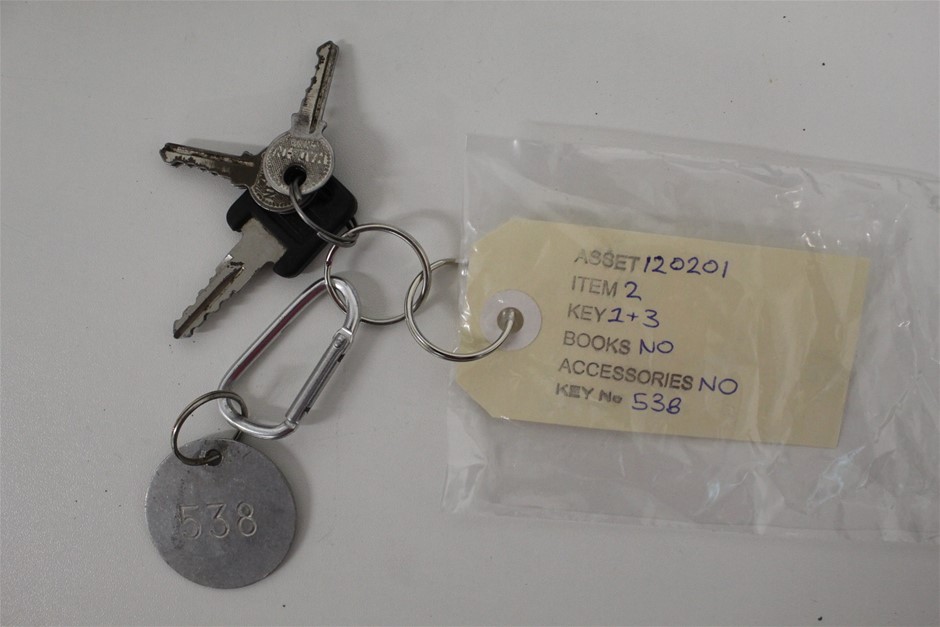 ASSET 120201
ITEM 2
KEY 1+3
BOOKS NO
ACCESSORIES NO
KEY No 538
538